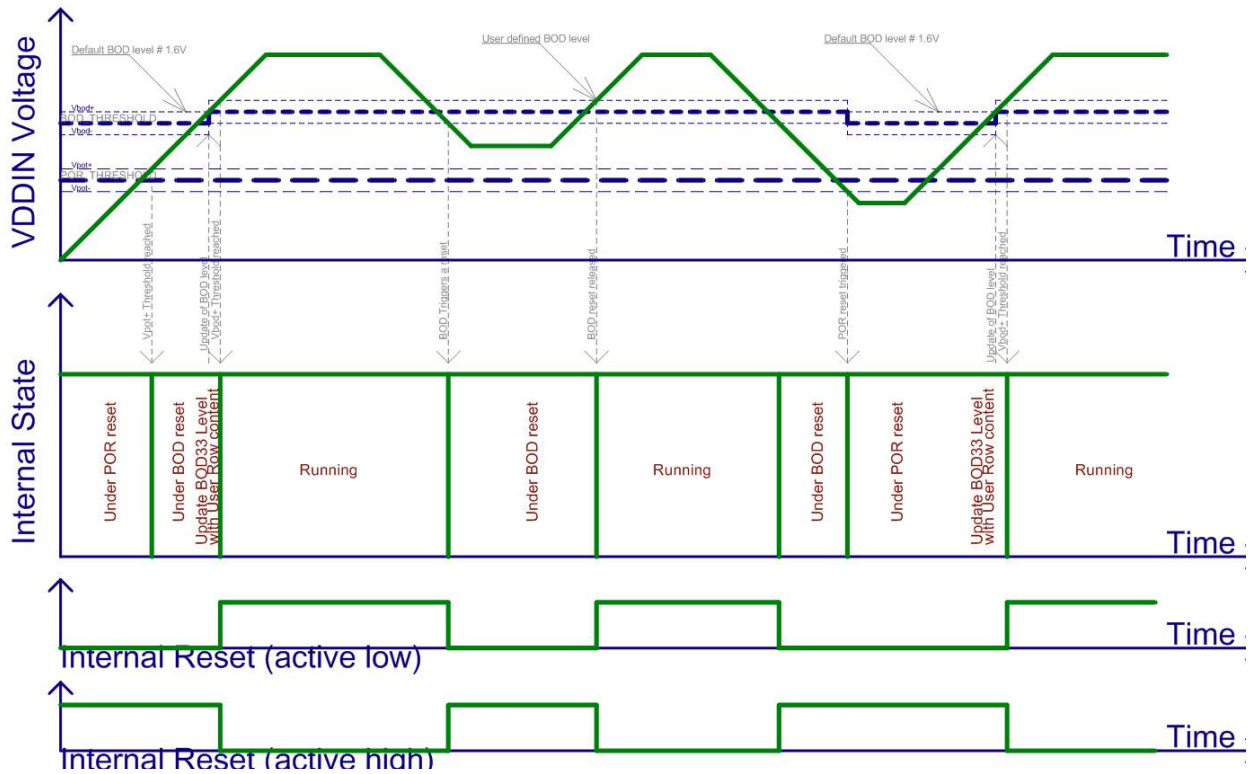 VDDIN Voltage
Default BOD level # 1.6V
User defined BOD level
Default BOD level # 1.6V
Vbod+
BOD_THRESHOLD
Vbod-
Vpot+
POR_THRESHOLD
Vpot-
Time
Vpot+ Threshold reached
Update of BOD level
Vbod+ Threshold reached
BOD Triggers a reset
BOD reset released
POR reset triggered
Update of BOD level
Vbod+ Threshold reached
Internal State
Under POR reset
Under BOD reset
Update BOD33 Level
with User Row content
Running
Under BOD reset
Running
Under BOD reset
Under POR reset
Update BOD33 Level
with User Row content
Running
Time
Internal Reset (active low)
Time
Internal Reset (active high)
Time